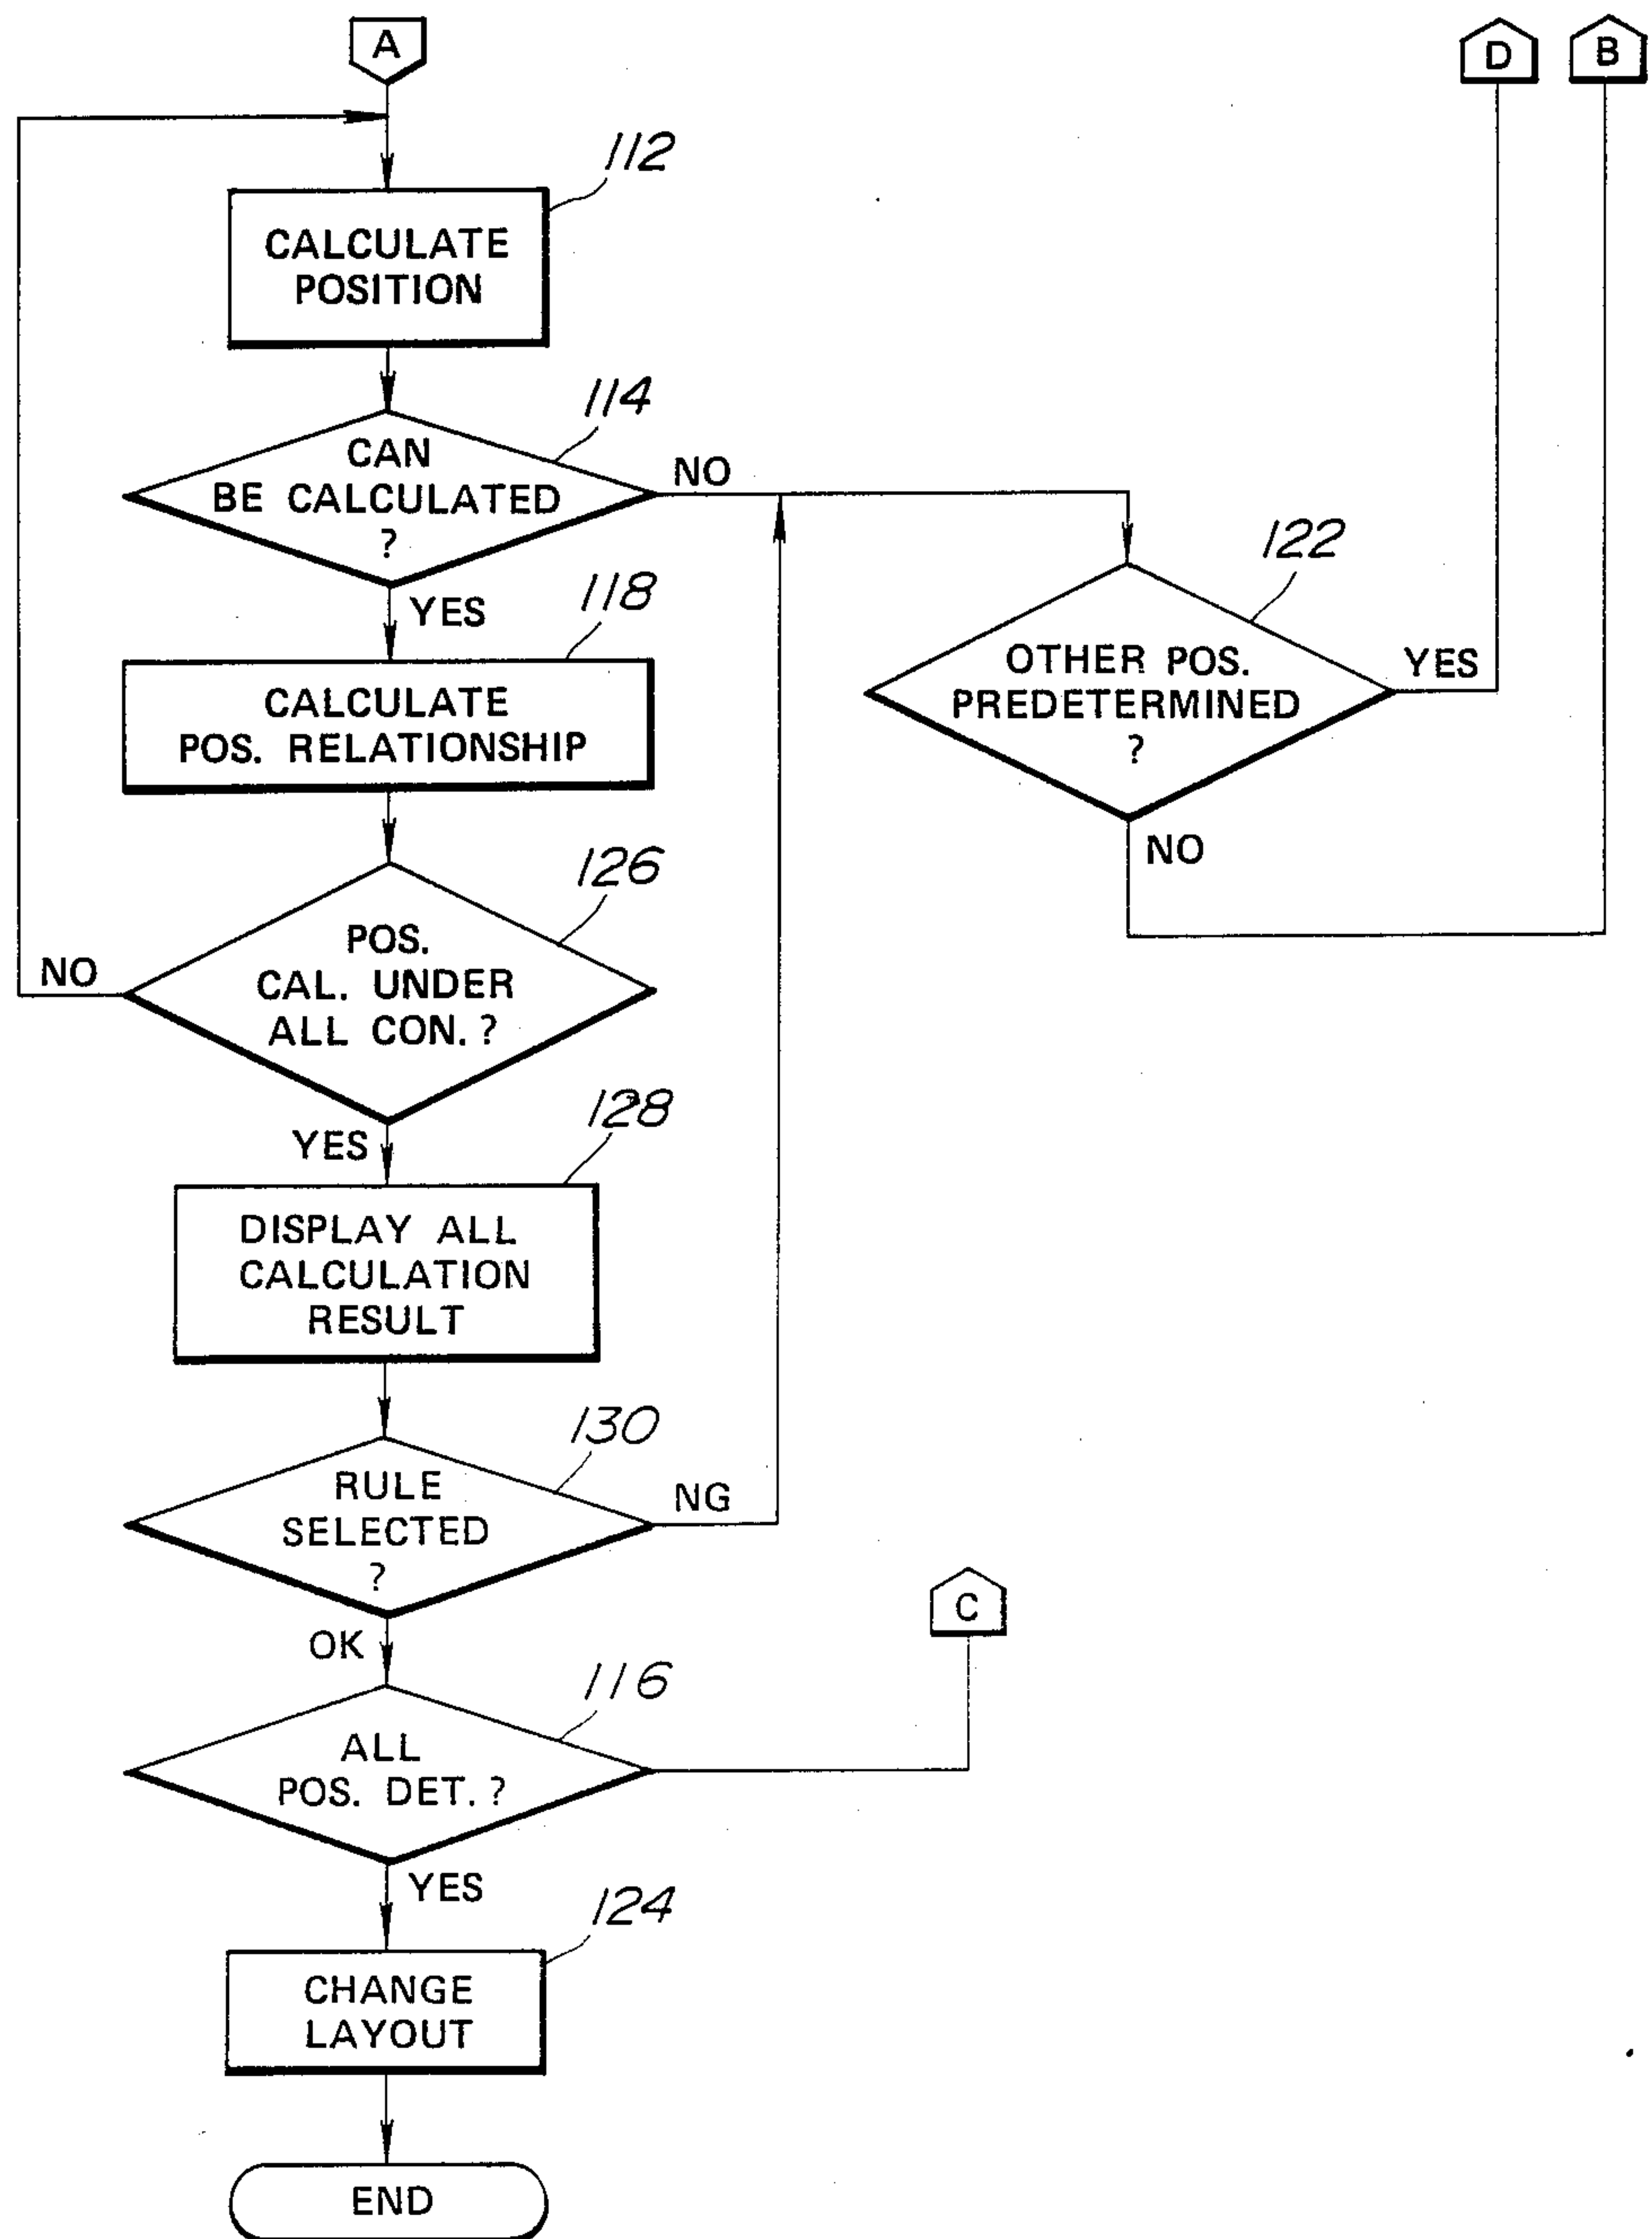 A
D
B
112
CALCULATE
POSITION
114
CAN
BE CALCULATED
?
NO
YES
122
OTHER POS.
PREDETERMINED
?
YES
NO
118
CALCULATE
POS. RELATIONSHIP
126
POS.
CAL. UNDER
ALL CON. ?
NO
YES
128
DISPLAY ALL
CALCULATION
RESULT
130
RULE
SELECTED
?
NG
OK
C
116
ALL
POS. DET. ?
YES
124
CHANGE
LAYOUT
END